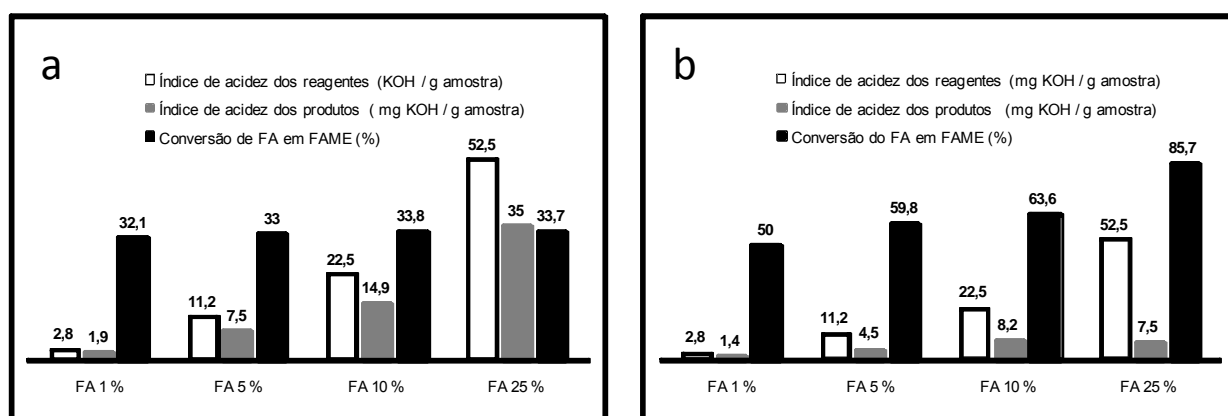 a
Índice de acidez dos reagentes (KOH / g amostra)
Índice de acidez dos produtos ( mg KOH / g amostra)
Conversão de FA em FAME (%)
2,8
1,9
32,1
11,2
7,5
33
22,5
14,9
33,8
52,5
35
33,7
FA 1 %
FA 5 %
FA 10 %
FA 25 %
b
Índice de acidez dos reagentes (mg KOH / g amostra)
Índice de acidez dos produtos (mg KOH / g amostra)
Conversão do FA em FAME (%)
2,8
1,4
50
11,2
4,5
59,8
22,5
8,2
63,6
52,5
7,5
85,7
FA 1 %
FA 5 %
FA 10 %
FA 25 %